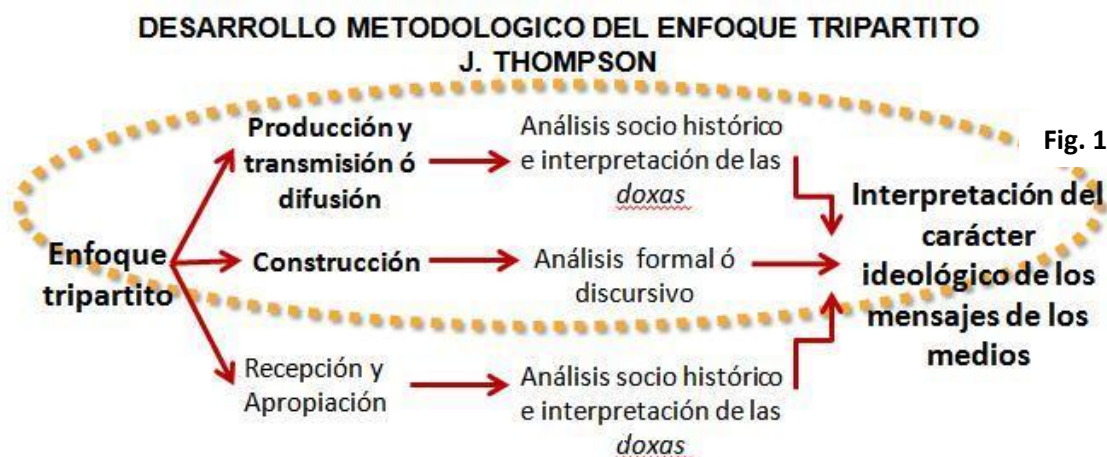 DESARROLLO METODOLOGICO DEL ENFOQUE TRIPARTITO
J. THOMPSON
Fig. 1
Enfoque
tripartito
Producción y
transmisión ó
difusión
Análisis socio histórico
e interpretación de las
doxas
Construcción
Análisis formal ó
discursivo
Recepción y
Apropiación
Análisis socio histórico
e interpretación de las
doxas
Interpretación del
carácter
ideológico de los
mensajes de los
medios